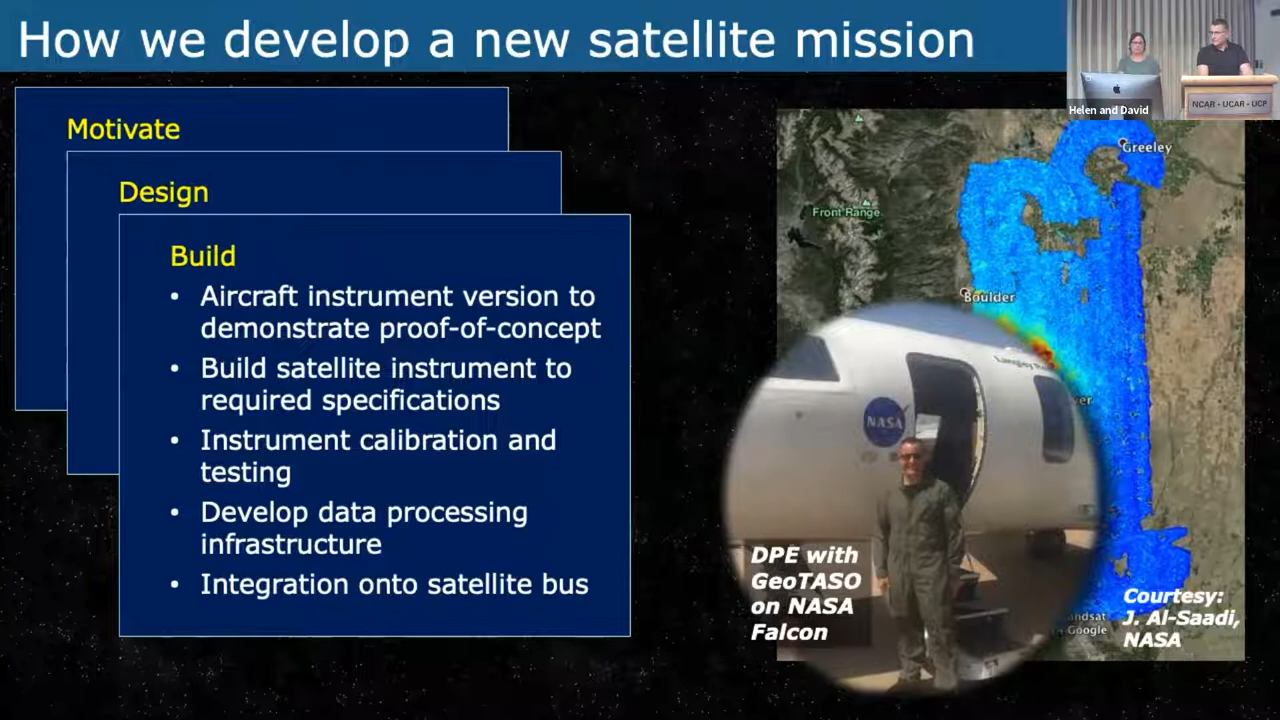 How we develop a new satellite mission
Helen and David
NCAR • UCAR • UCP
Motivate
Design
Build
• Aircraft instrument version to
demonstrate proof-of-concept
• Build satellite instrument to
required specifications
• Instrument calibration and
testing
• Develop data processing
infrastructure
• Integration onto satellite bus
Greeley
Front Range
Boulder
Langley
NASA
DPE with
GeoTASO
on NASA
Falcon
Courtesy:
J. Al-Saadi,
NASA
Google